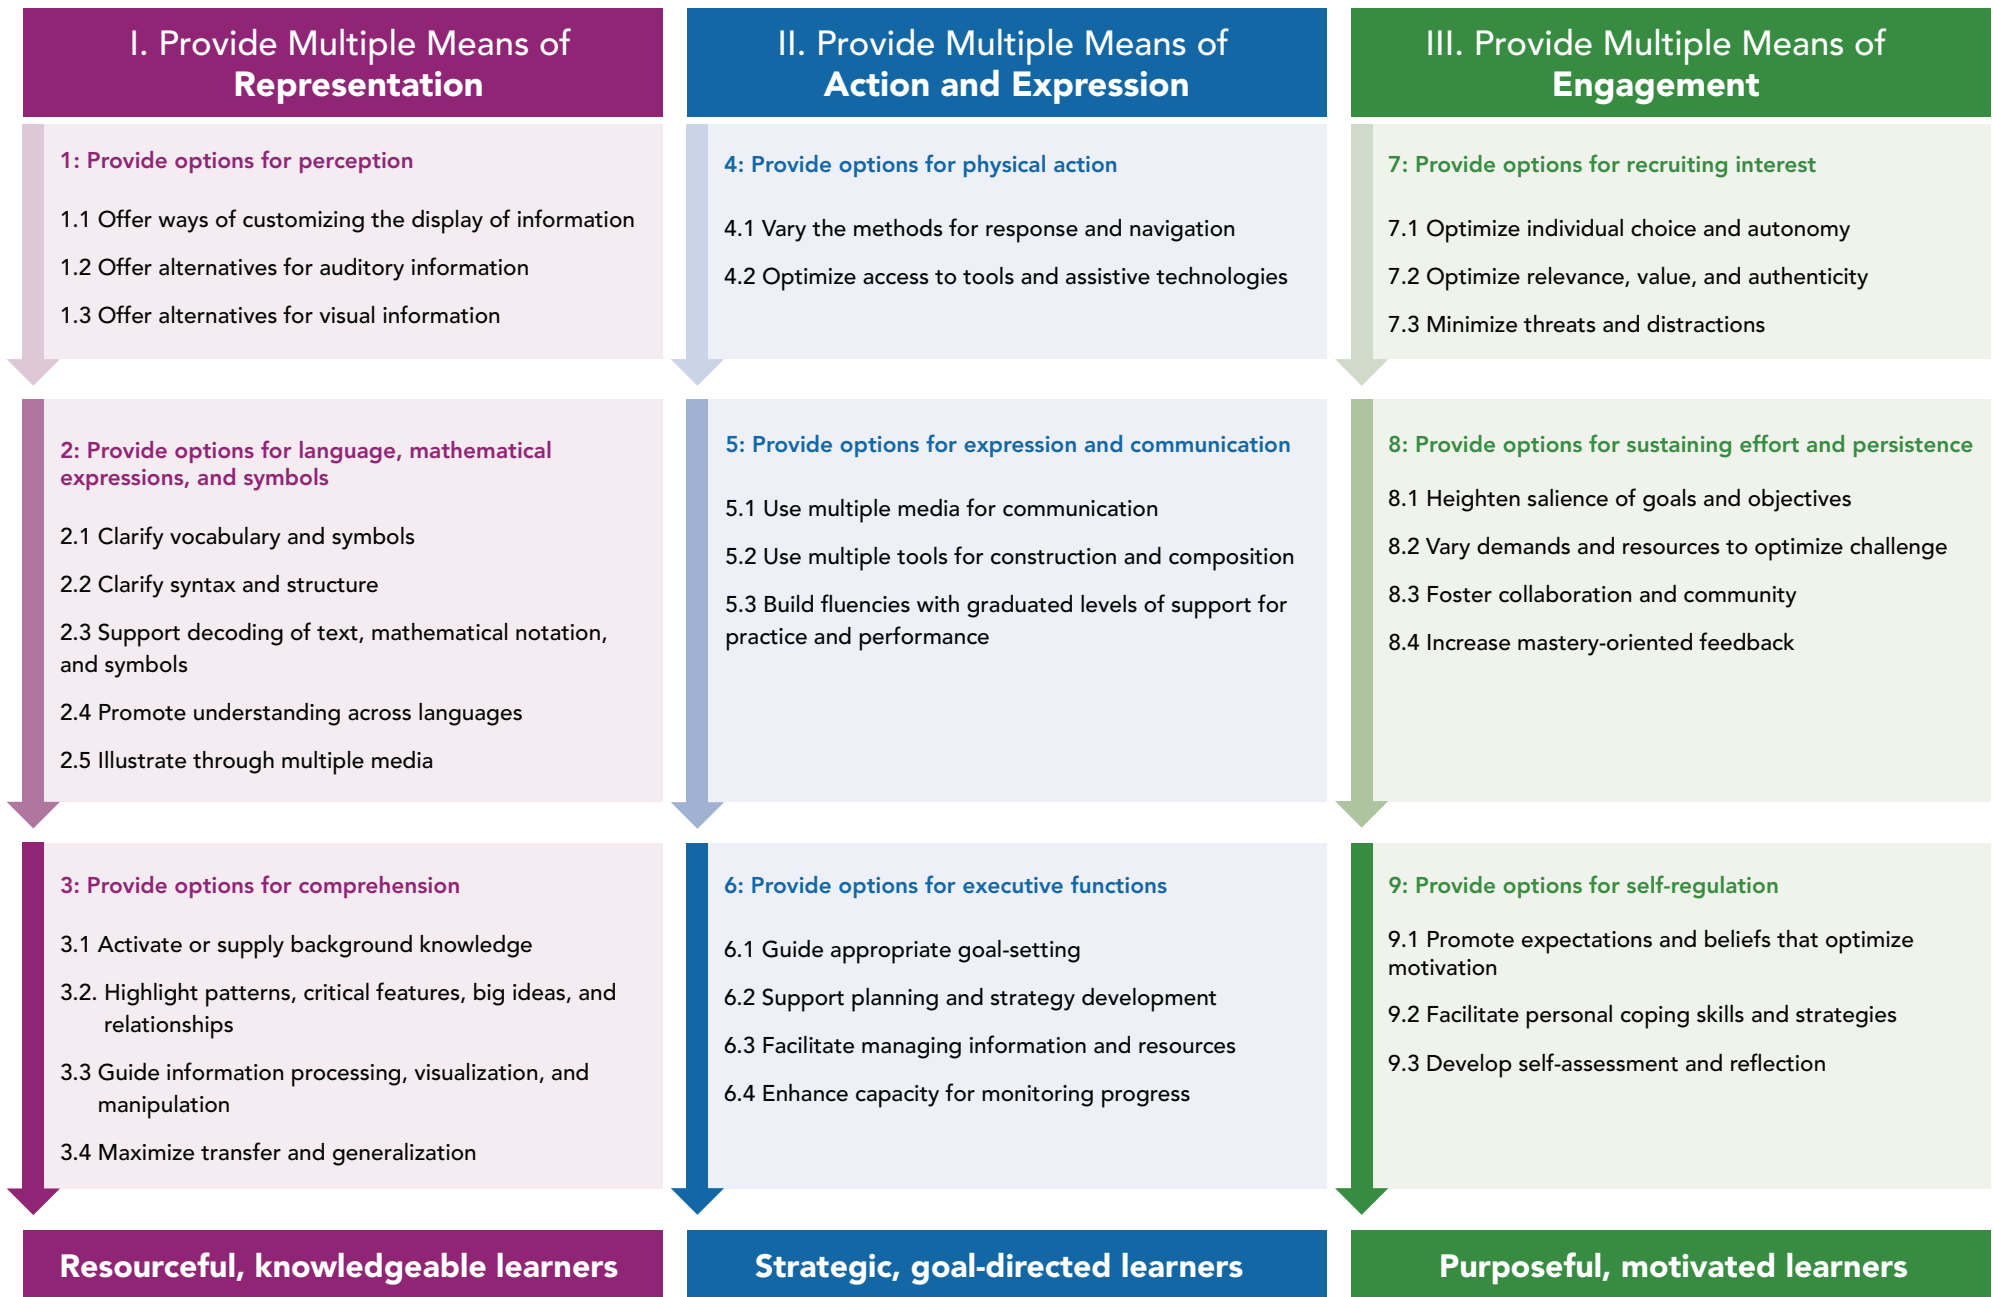 I. Provide Multiple Means of
Representation
1: Provide options for perception
1.1 Offer ways of customizing the display of information
1.2 Offer alternatives for auditory information
1.3 Offer alternatives for visual information
2: Provide options for language, mathematical
expressions, and symbols
2.1 Clarify vocabulary and symbols
2.2 Clarify syntax and structure
2.3 Support decoding of text, mathematical notation,
and symbols
2.4 Promote understanding across languages
2.5 Illustrate through multiple media
3: Provide options for comprehension
3.1 Activate or supply background knowledge
3.2. Highlight patterns, critical features, big ideas, and
relationships
3.3 Guide information processing, visualization, and
manipulation
3.4 Maximize transfer and generalization
Resourceful, knowledgeable learners
II. Provide Multiple Means of
Action and Expression
4: Provide options for physical action
4.1 Vary the methods for response and navigation
4.2 Optimize access to tools and assistive technologies
5: Provide options for expression and communication
5.1 Use multiple media for communication
5.2 Use multiple tools for construction and composition
5.3 Build fluencies with graduated levels of support for
practice and performance
6: Provide options for executive functions
6.1 Guide appropriate goal-setting
6.2 Support planning and strategy development
6.3 Facilitate managing information and resources
6.4 Enhance capacity for monitoring progress
Strategic, goal-directed learners
III. Provide Multiple Means of
Engagement
7: Provide options for recruiting interest
7.1 Optimize individual choice and autonomy
7.2 Optimize relevance, value, and authenticity
7.3 Minimize threats and distractions
8: Provide options for sustaining effort and persistence
8.1 Heighten salience of goals and objectives
8.2 Vary demands and resources to optimize challenge
8.3 Foster collaboration and community
8.4 Increase mastery-oriented feedback
9: Provide options for self-regulation
9.1 Promote expectations and beliefs that optimize
motivation
9.2 Facilitate personal coping skills and strategies
9.3 Develop self-assessment and reflection
Purposeful, motivated learners